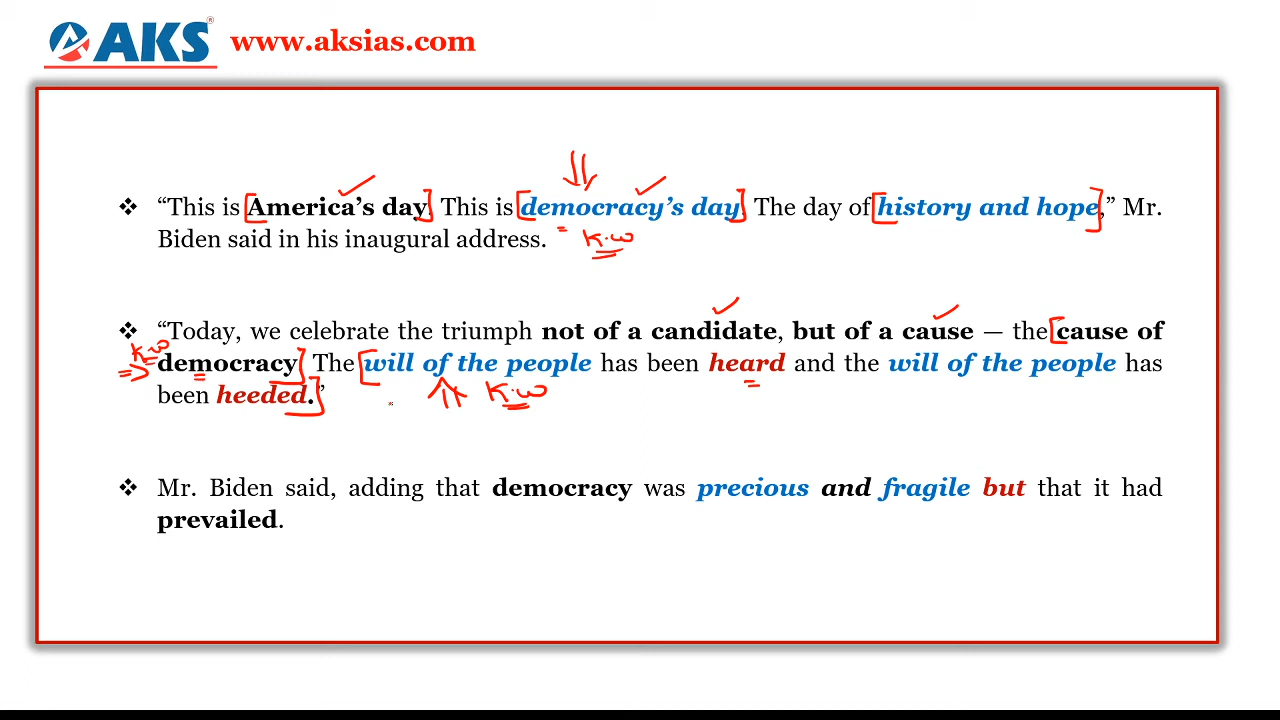 AKS® www.aksias.com
❖ “This is America’s day. This is democracy’s day. The day of history and hope,” Mr.
Biden said in his inaugural address. K.w
❖ “Today, we celebrate the triumph not of a candidate, but of a cause — the cause of
K.w
democracy. The will of the people has been heard and the will of the people has
been heeded.” K.w
❖ Mr. Biden said, adding that democracy was precious and fragile but that it had
prevailed.